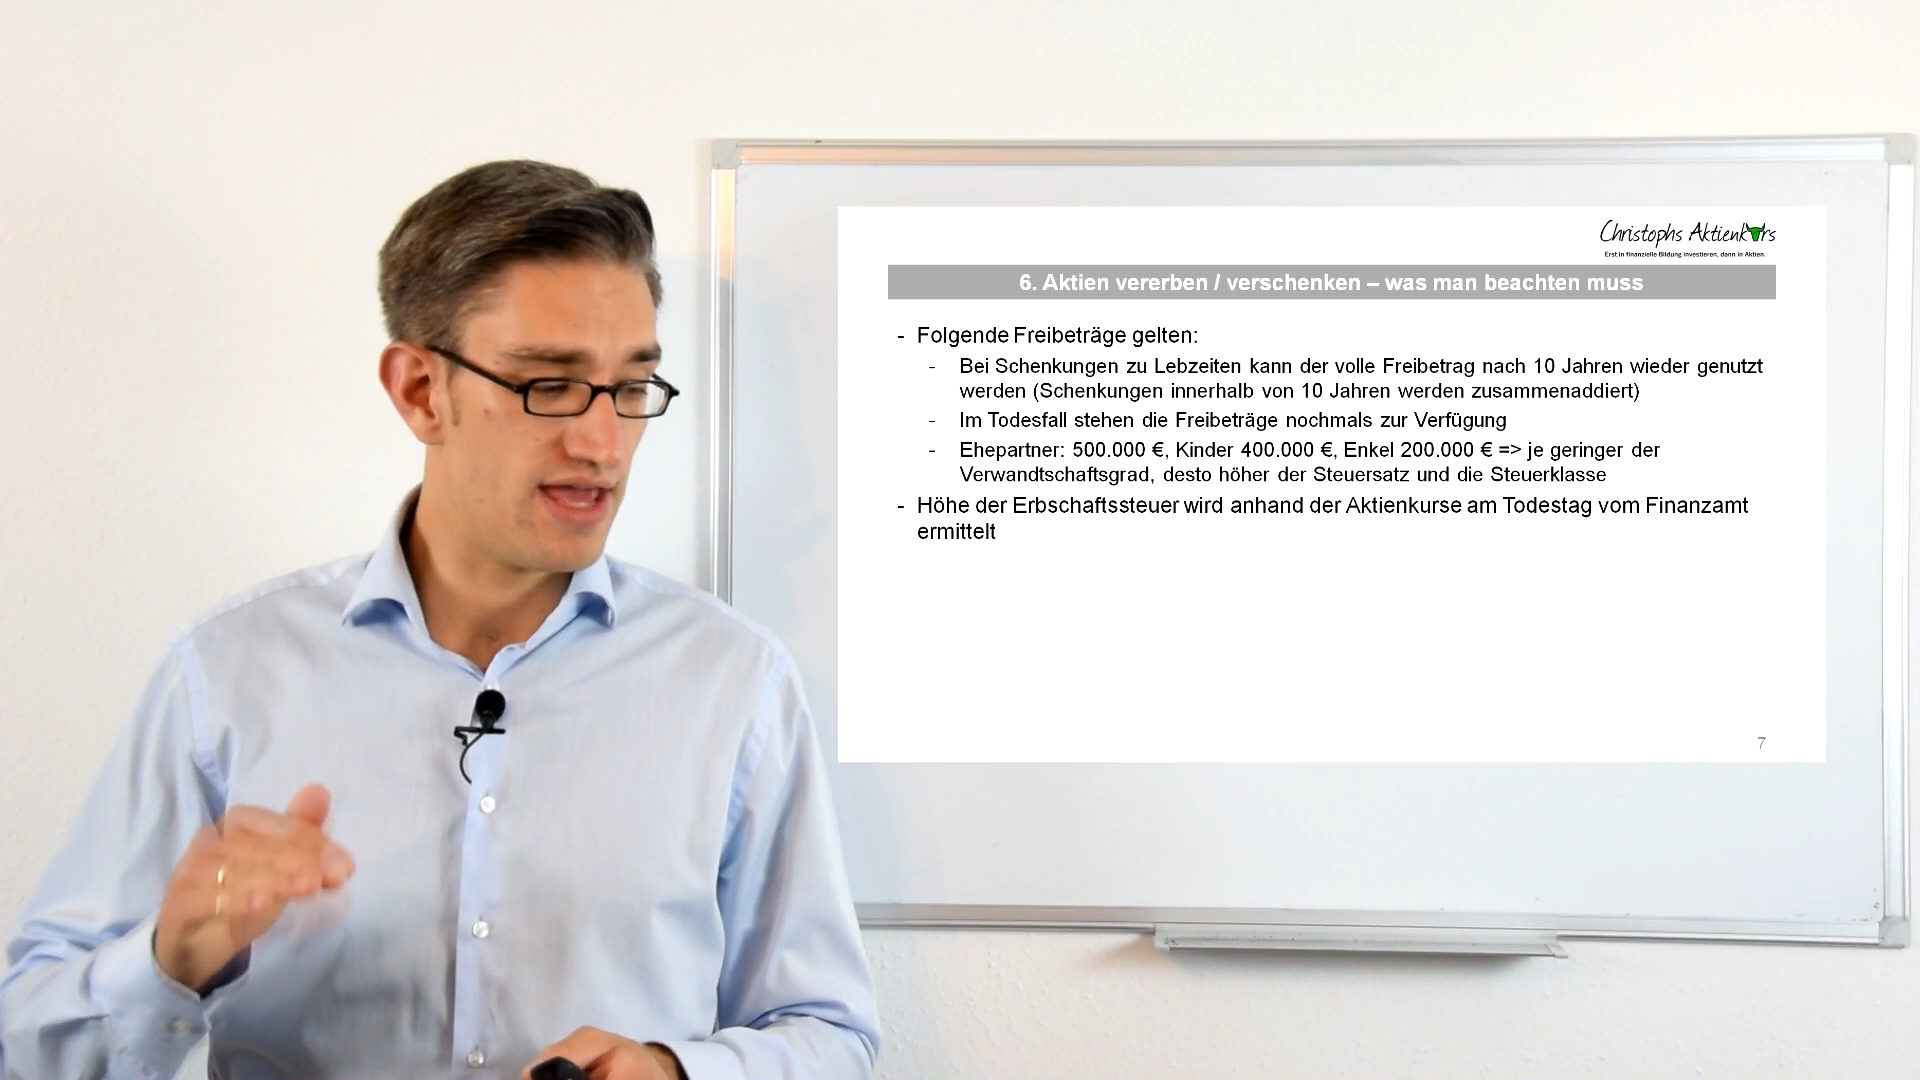 Christophs Aktienkurs
Erst in finanzielle Bildung investieren, dann in Aktien.
6. Aktien vererben / verschenken – was man beachten muss
- Folgende Freibeträge gelten:
- Bei Schenkungen zu Lebzeiten kann der volle Freibetrag nach 10 Jahren wieder genutzt
werden (Schenkungen innerhalb von 10 Jahren werden zusammenaddiert)
- Im Todesfall stehen die Freibeträge nochmals zur Verfügung
- Ehepartner: 500.000 €, Kinder 400.000 €, Enkel 200.000 € => je geringer der
Verwandtschaftsgrad, desto höher der Steuersatz und die Steuerklasse
- Höhe der Erbschaftssteuer wird anhand der Aktienkurse am Todestag vom Finanzamt
ermittelt
7